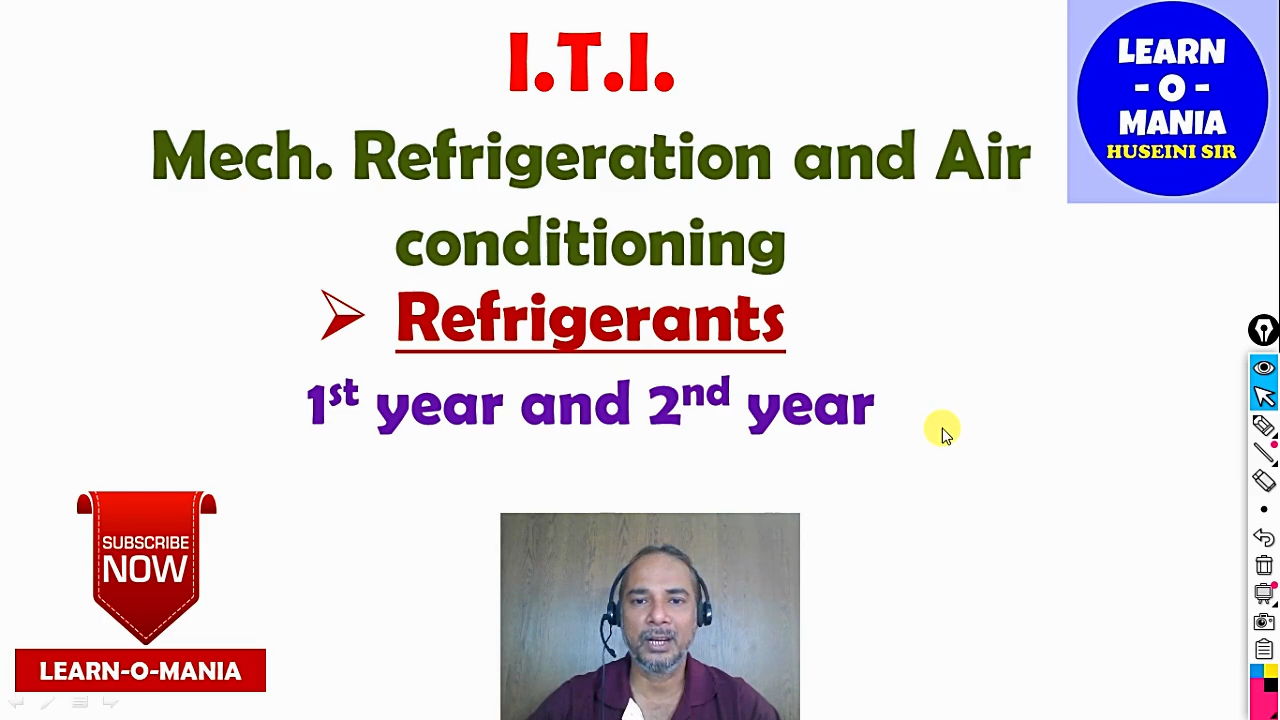 I.T.I.
LEARN
- O -
MANIA
HUSEINI SIR
Mech. Refrigeration and Air
conditioning
Refrigerants
1st year and 2nd year
SUBSCRIBE
NOW
LEARN-O-MANIA